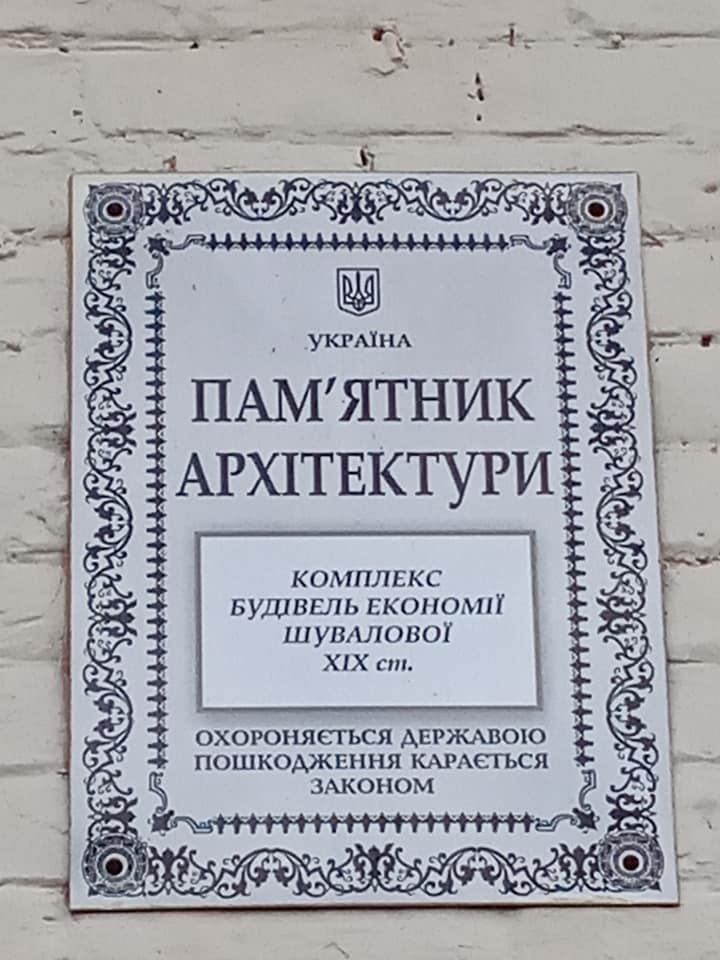 УКРАЇНА
ПАМ’ЯТНИК
АРХІТЕКТУРИ
КОМПЛЕКС
БУДІВЕЛЬ ЕКОНОМІЇ
ШУВАЛОВОЇ
XIX ст.
ОХОРОНЯЄТЬСЯ ДЕРЖАВОЮ
ПОШКОДЖЕННЯ КАРАЄТЬСЯ
ЗАКОНОМ